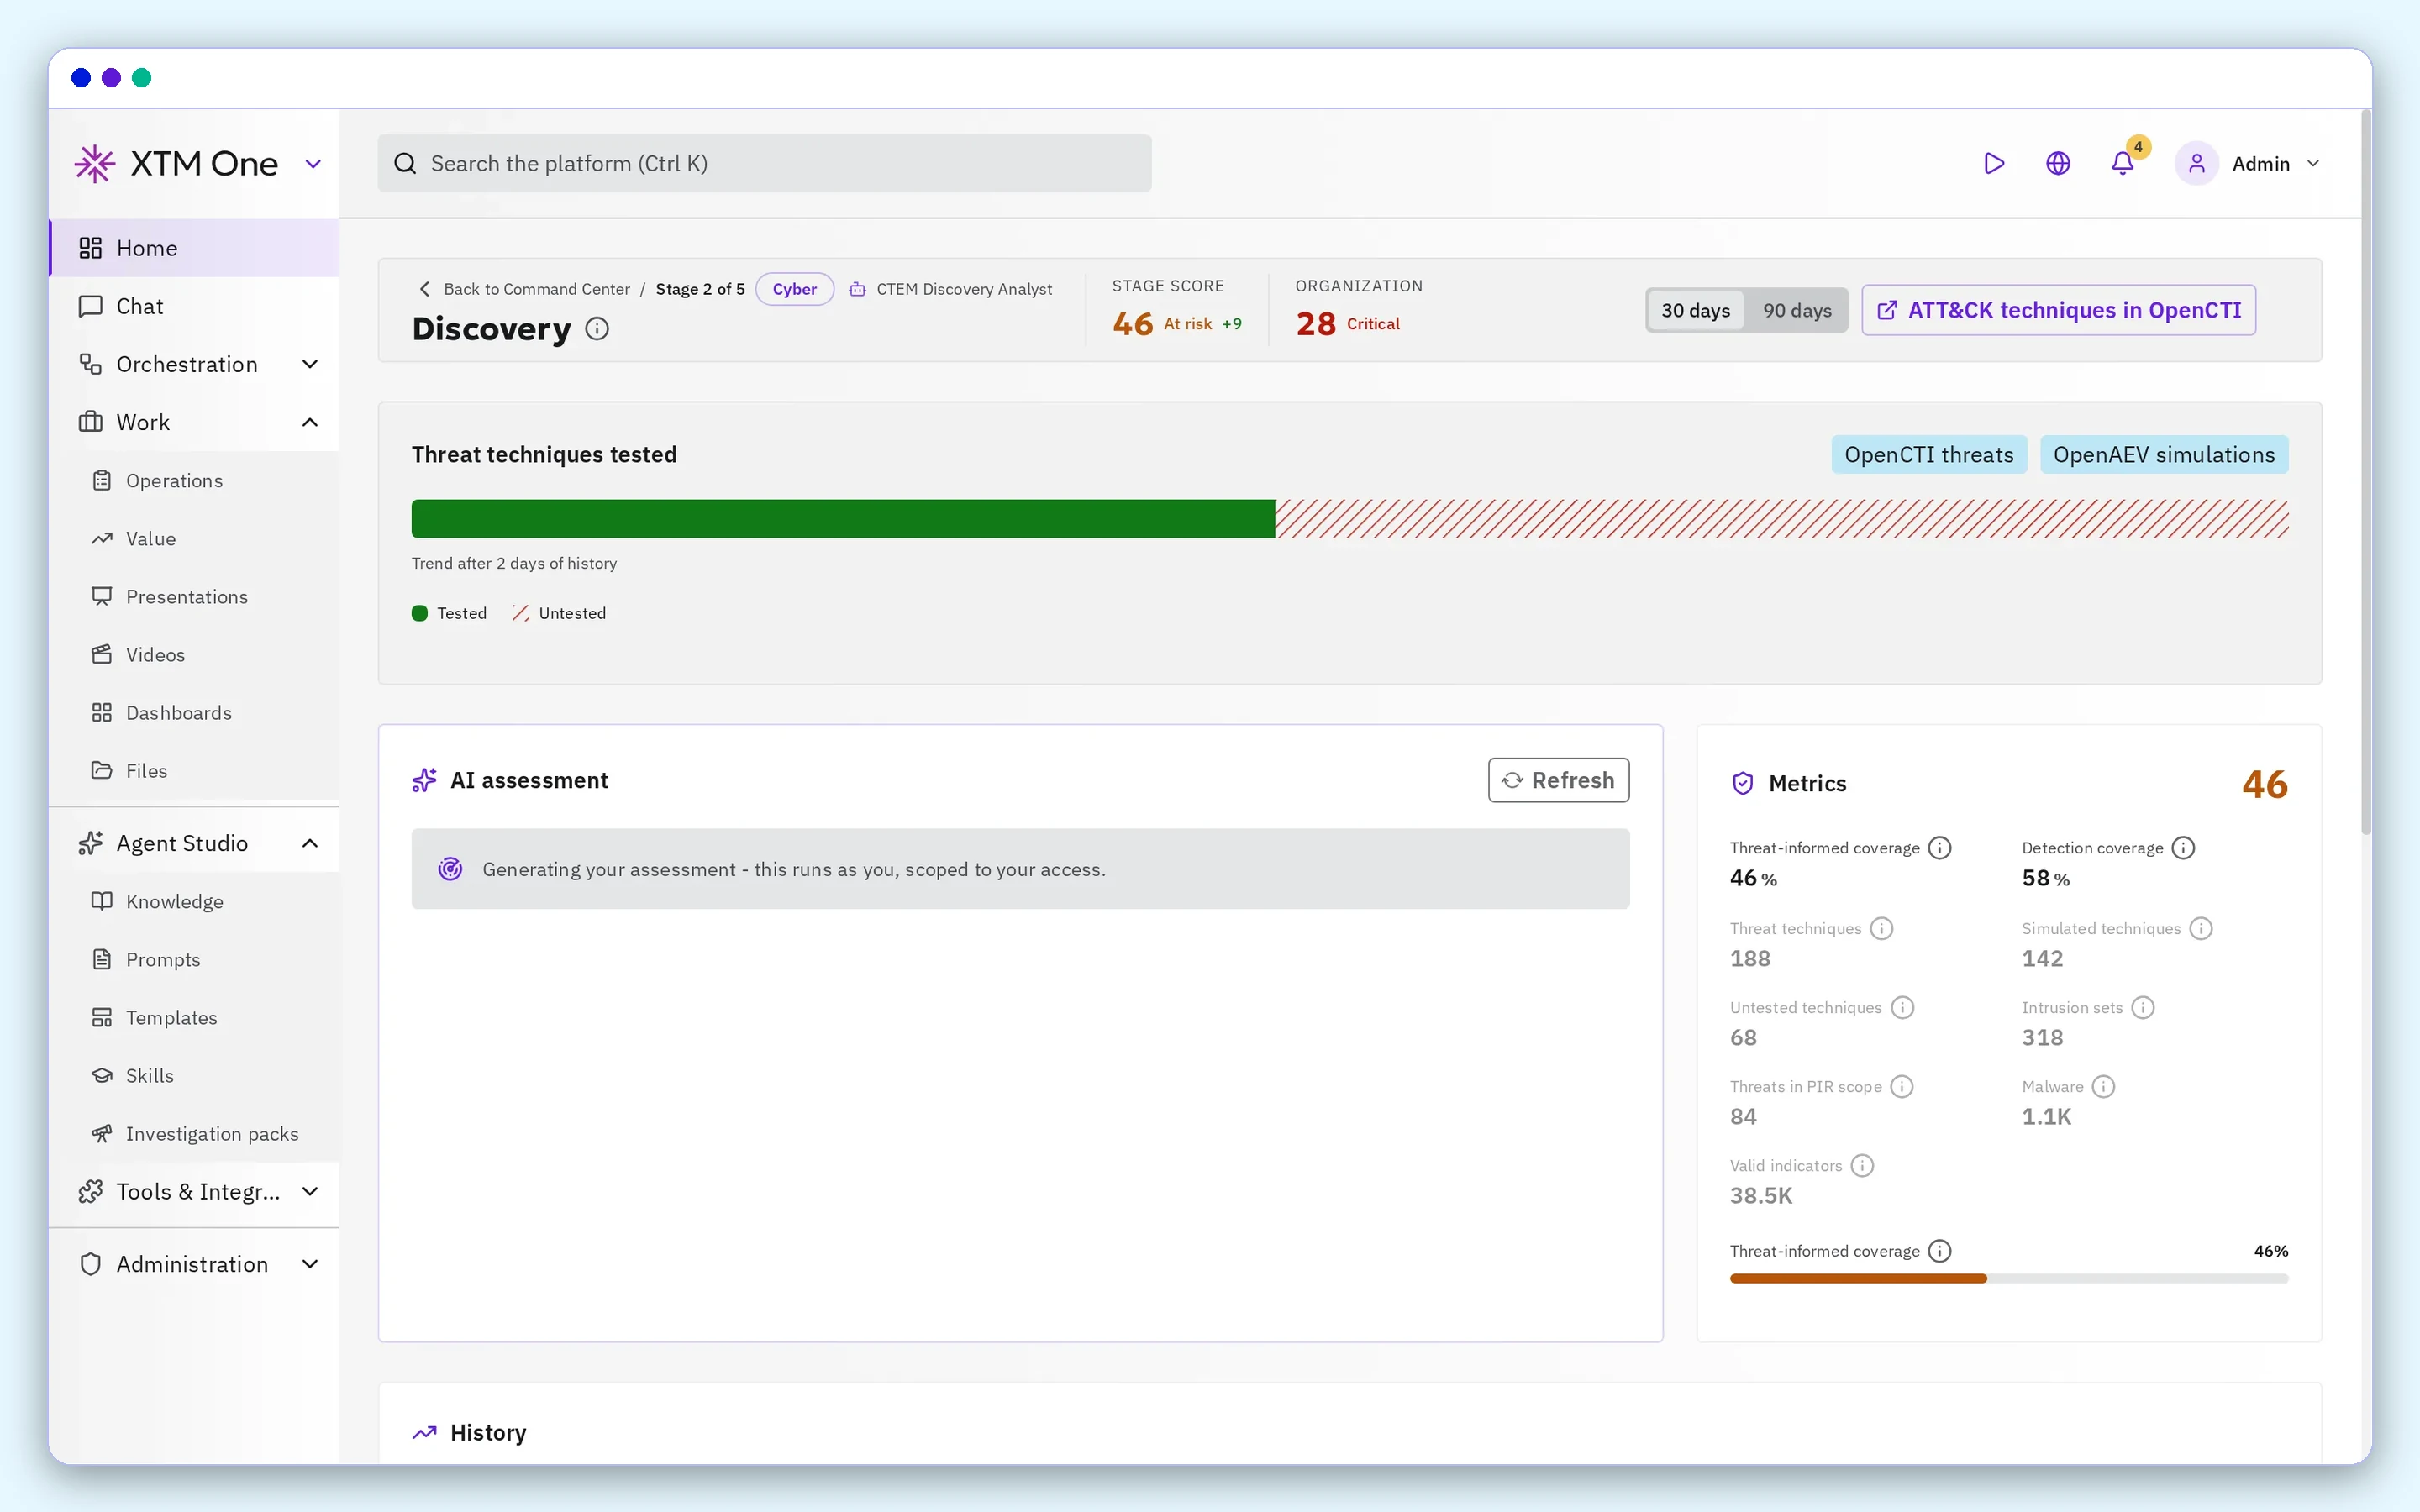 XTM One
Search the platform (Ctrl K)
4
Admin
Home
Chat
Orchestration
Work
Operations
Value
Presentations
Videos
Dashboards
Files
Agent Studio
Knowledge
Prompts
Templates
Skills
Investigation packs
Tools & Integr...
Administration
Back to Command Center / Stage 2 of 5 Cyber CTEM Discovery Analyst
Discovery
STAGE SCORE
46 At risk +9
ORGANIZATION
28 Critical
30 days 90 days
ATT&CK techniques in OpenCTI
Threat techniques tested
OpenCTI threats OpenAEV simulations
Trend after 2 days of history
Tested Untested
AI assessment
Refresh
Generating your assessment - this runs as you, scoped to your access.
Metrics 46
Threat-informed coverage
46 %
Detection coverage
58 %
Threat techniques
188
Simulated techniques
142
Untested techniques
68
Intrusion sets
318
Threats in PIR scope
84
Malware
1.1K
Valid indicators
38.5K
Threat-informed coverage 46%
History